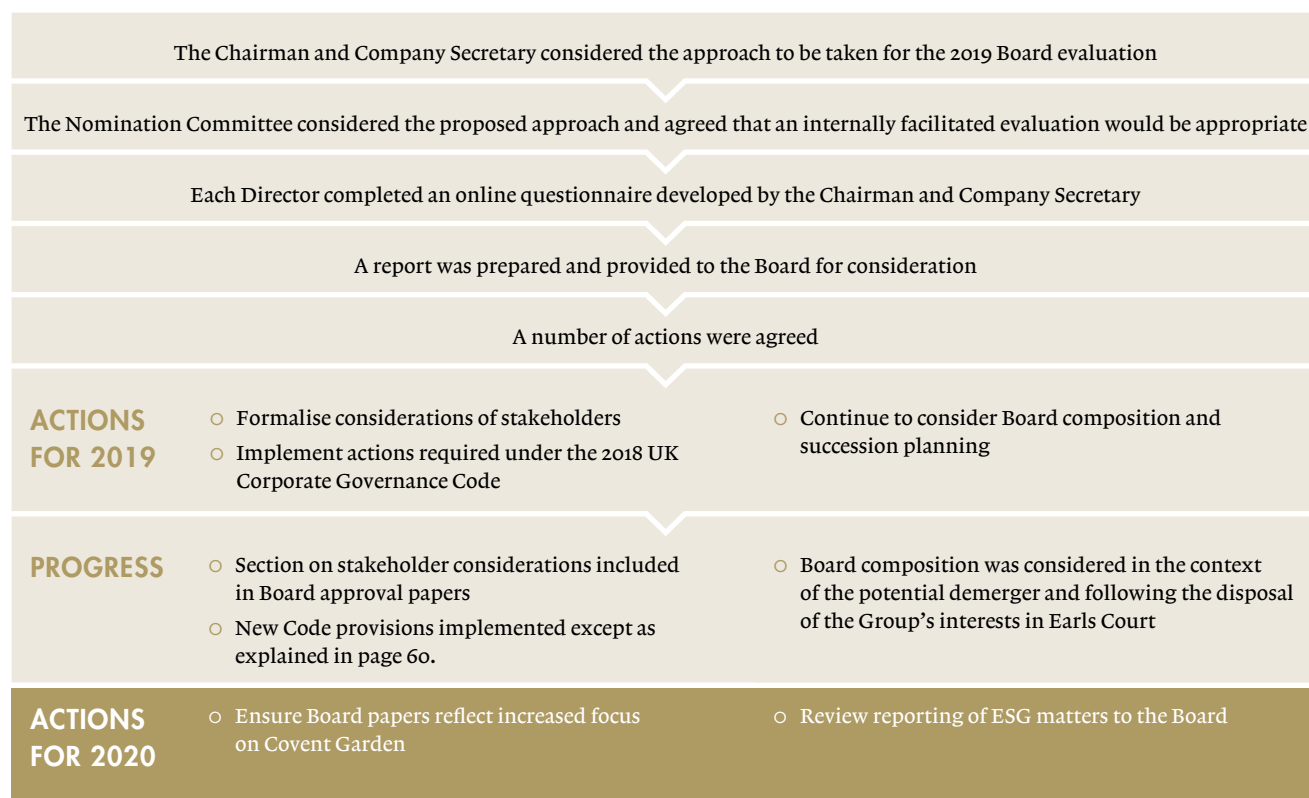 The Chairman and Company Secretary considered the approach to be taken for the 2019 Board evaluation
The Nomination Committee considered the proposed approach and agreed that an internally facilitated evaluation would be appropriate
Each Director completed an online questionnaire developed by the Chairman and Company Secretary
A report was prepared and provided to the Board for consideration
A number of actions were agreed
ACTIONS
FOR 2019
○ Formalise considerations of stakeholders
○ Implement actions required under the 2018 UK
Corporate Governance Code
○ Continue to consider Board composition and
succession planning
PROGRESS
○ Section on stakeholder considerations included
in Board approval papers
○ New Code provisions implemented except as
explained in page 60.
○ Board composition was considered in the context
of the potential demerger and following the disposal
of the Group's interests in Earls Court
ACTIONS
FOR 2020
○ Ensure Board papers reflect increased focus
on Covent Garden
○ Review reporting of ESG matters to the Board